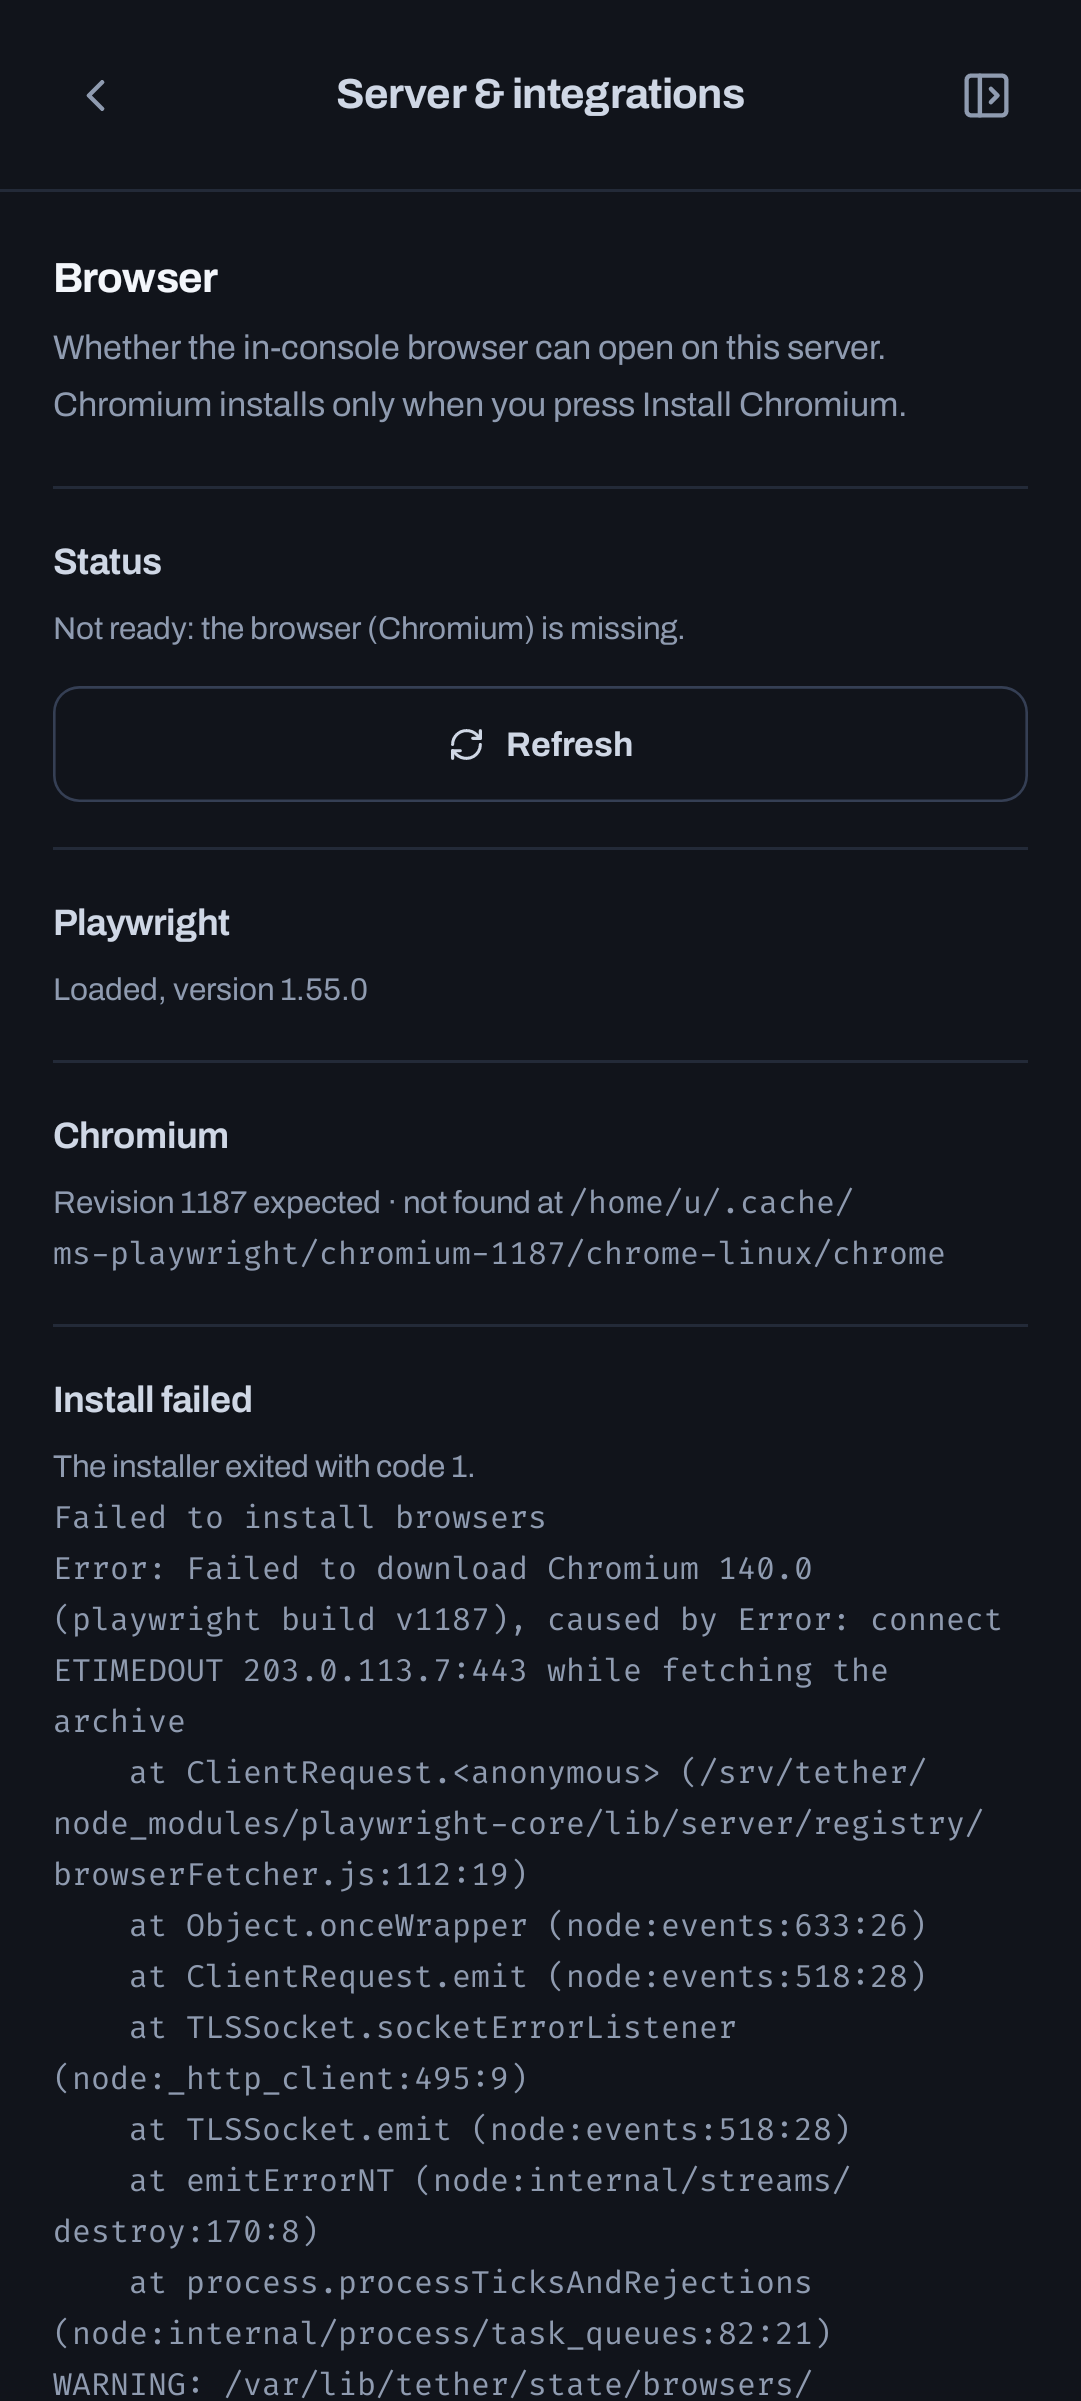 Server & integrations
Browser
Whether the in-console browser can open on this server.
Chromium installs only when you press Install Chromium.
Status
Not ready: the browser (Chromium) is missing.
Refresh
Playwright
Loaded, version 1.55.0
Chromium
Revision 1187 expected · not found at /home/u/.cache/
ms-playwright/chromium-1187/chrome-linux/chrome
Install failed
The installer exited with code 1.
Failed to install browsers
Error: Failed to download Chromium 140.0
(playwright build v1187), caused by Error: connect
ETIMEDOUT 203.0.113.7:443 while fetching the
archive
    at ClientRequest.<anonymous> (/srv/tether/
node_modules/playwright-core/lib/server/registry/
browserFetcher.js:112:19)
    at Object.onceWrapper (node:events:633:26)
    at ClientRequest.emit (node:events:518:28)
    at TLSSocket.socketErrorListener
(node:_http_client:495:9)
    at TLSSocket.emit (node:events:518:28)
    at emitErrorNT (node:internal/streams/
destroy:170:8)
    at process.processTicksAndRejections
(node:internal/process/task_queues:82:21)
WARNING: /var/lib/tether/state/browsers/